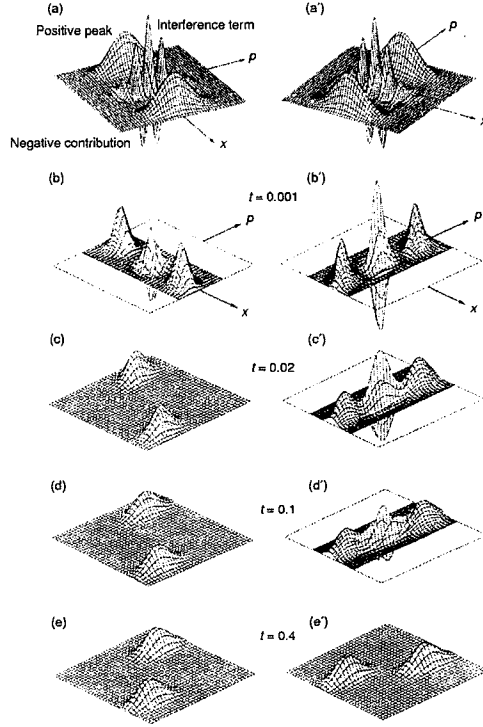 (a)
Interference term
(a′)
Positive peak
p
p
Negative contribution
x
x
(b)
t = 0.001
(b′)
p
p
x
x
(c)
t = 0.02
(c′)
(d)
t = 0.1
(d′)
(e)
t = 0.4
(e′)